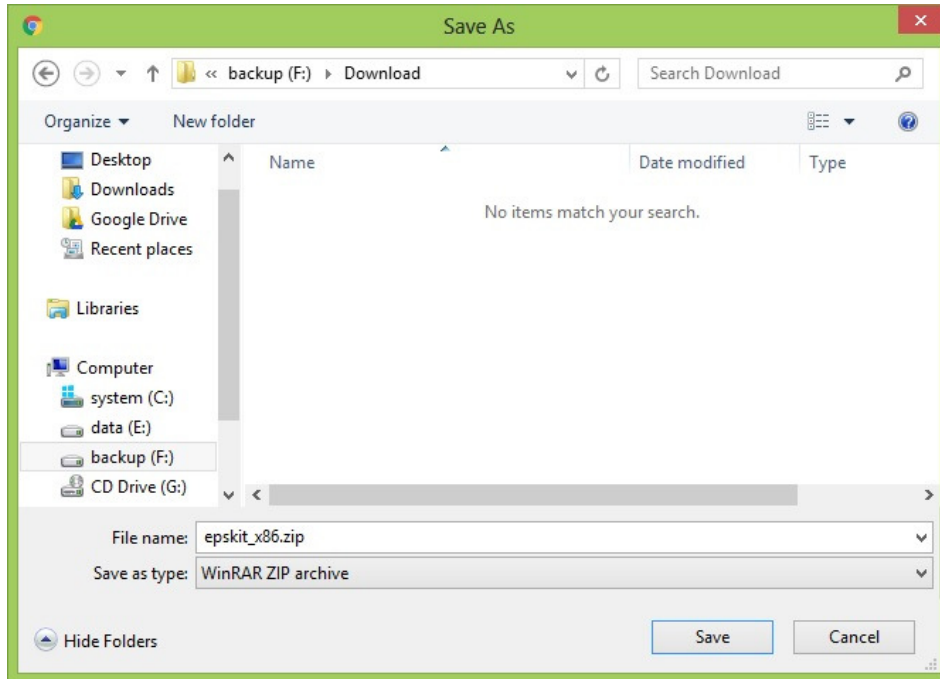 Save As
« backup (F:) Download
Search Download
Organize New folder
Desktop
Downloads
Google Drive
Recent places
Libraries
Computer
system (C:)
data (E:)
backup (F:)
CD Drive (G:)
Name Date modified Type
No items match your search.
File name: epskit_x86.zip
Save as type: WinRAR ZIP archive
Hide Folders
Save Cancel